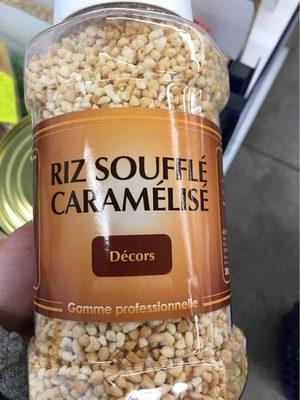 RIZ SOUFFLÉ
CARAMÉLISÉ
Décors
Gamme professionnelle